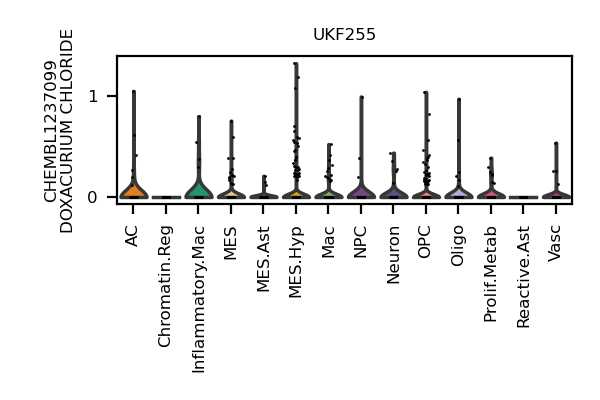 UKF255
CHEMBL1237099
DOXACURIUM CHLORIDE
1
0
AC
Chromatin.Reg
Inflammatory.Mac
MES
MES.Ast
MES.Hyp
Mac
NPC
Neuron
OPC
Oligo
Prolif.Metab
Reactive.Ast
Vasc